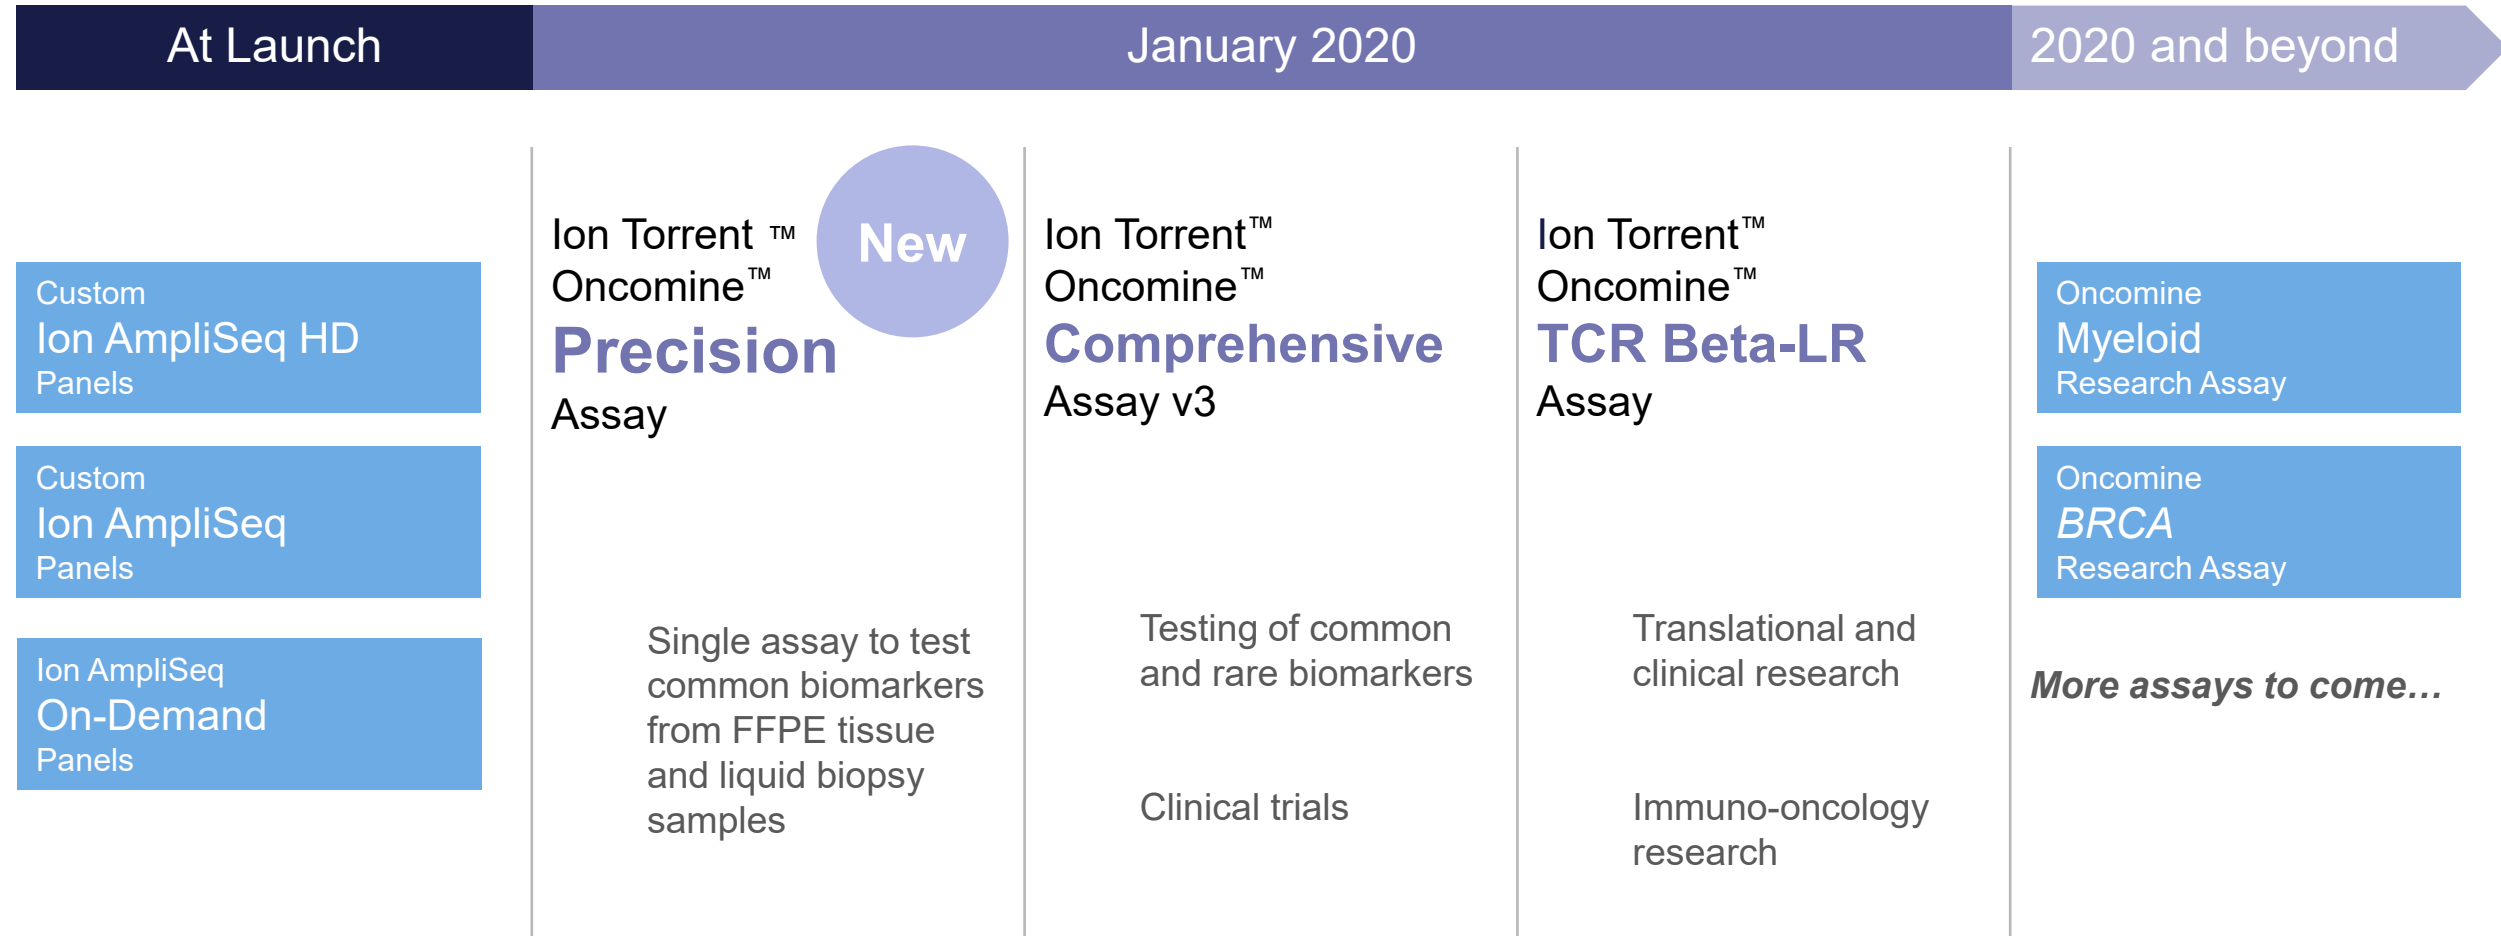 At Launch
January 2020
2020 and beyond
Custom
Ion AmpliSeq HD
Panels
Custom
Ion AmpliSeq
Panels
Ion AmpliSeq
On-Demand
Panels
Ion Torrent ™
Oncomine™
Precision
Assay
New
Single assay to test
common biomarkers
from FFPE tissue
and liquid biopsy
samples
Ion Torrent™
Oncomine™
Comprehensive
Assay v3
Testing of common
and rare biomarkers
Clinical trials
Ion Torrent™
Oncomine™
TCR Beta-LR
Assay
Translational and
clinical research
Immuno-oncology
research
Oncomine
Myeloid
Research Assay
Oncomine
BRCA
Research Assay
More assays to come…